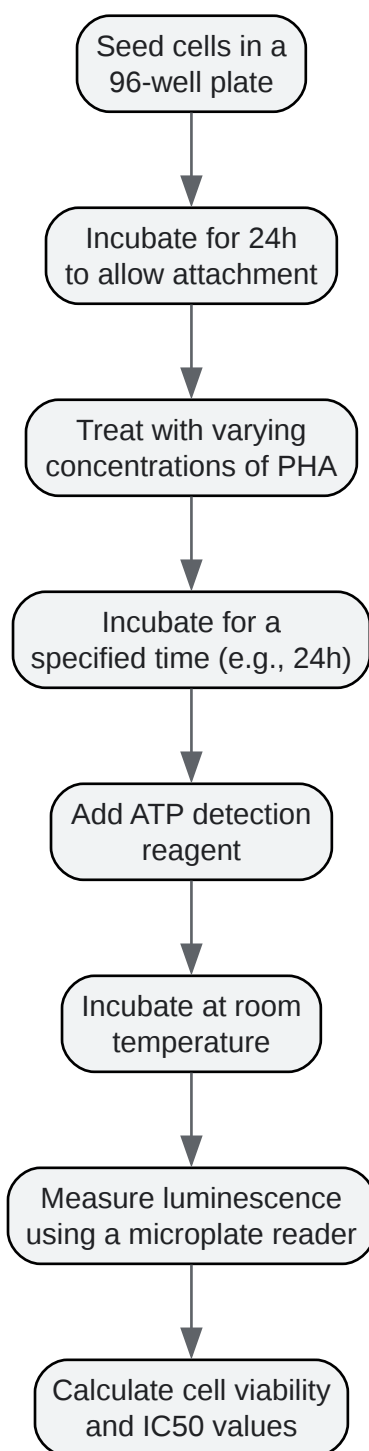 Seed cells in a
96-well plate
Incubate for 24h
to allow attachment
Treat with varying
concentrations of PHA
Incubate for a
specified time (e.g., 24h)
Add ATP detection
reagent
Incubate at room
temperature
Measure luminescence
using a microplate reader
Calculate cell viability
and IC50 values